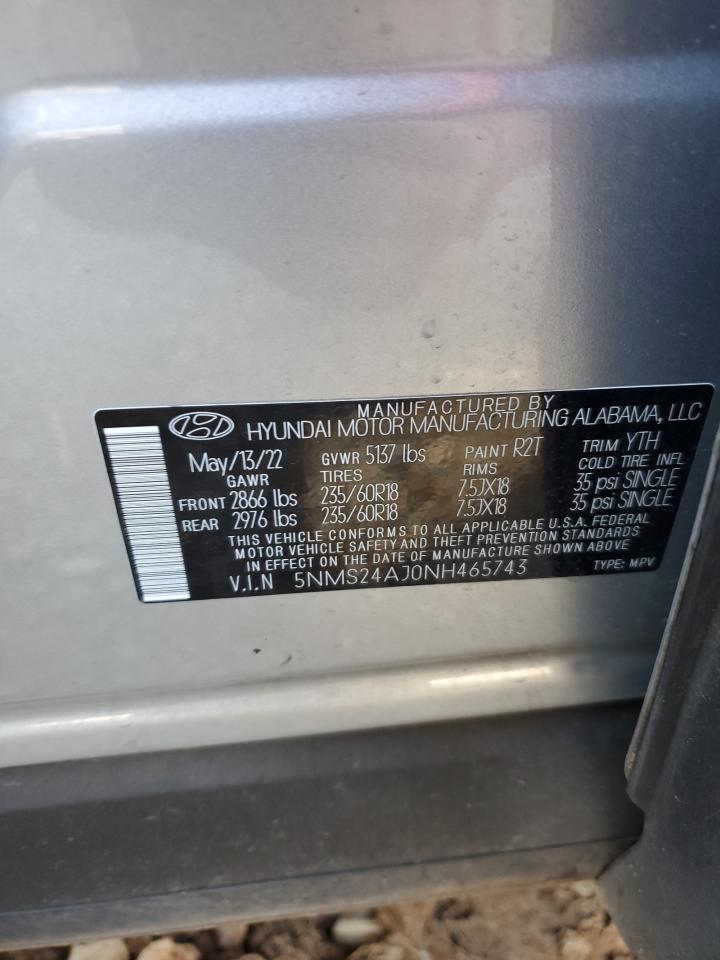 MANUFACTURED BY
HYUNDAI MOTOR MANUFACTURING ALABAMA, LLC
May/13/22 GVWR 5137 lbs PAINT R2T TRIM YTH
GAWR TIRES RIMS COLD TIRE INFL
FRONT 2866 lbs 235/60R18 7.5JX18 35 psi SINGLE
REAR 2976 lbs 235/60R18 7.5JX18 35 psi SINGLE
THIS VEHICLE CONFORMS TO ALL APPLICABLE U.S.A. FEDERAL
MOTOR VEHICLE SAFETY AND THEFT PREVENTION STANDARDS
IN EFFECT ON THE DATE OF MANUFACTURE SHOWN ABOVE
V.I.N 5NMS24AJ0NH465743 TYPE: MPV